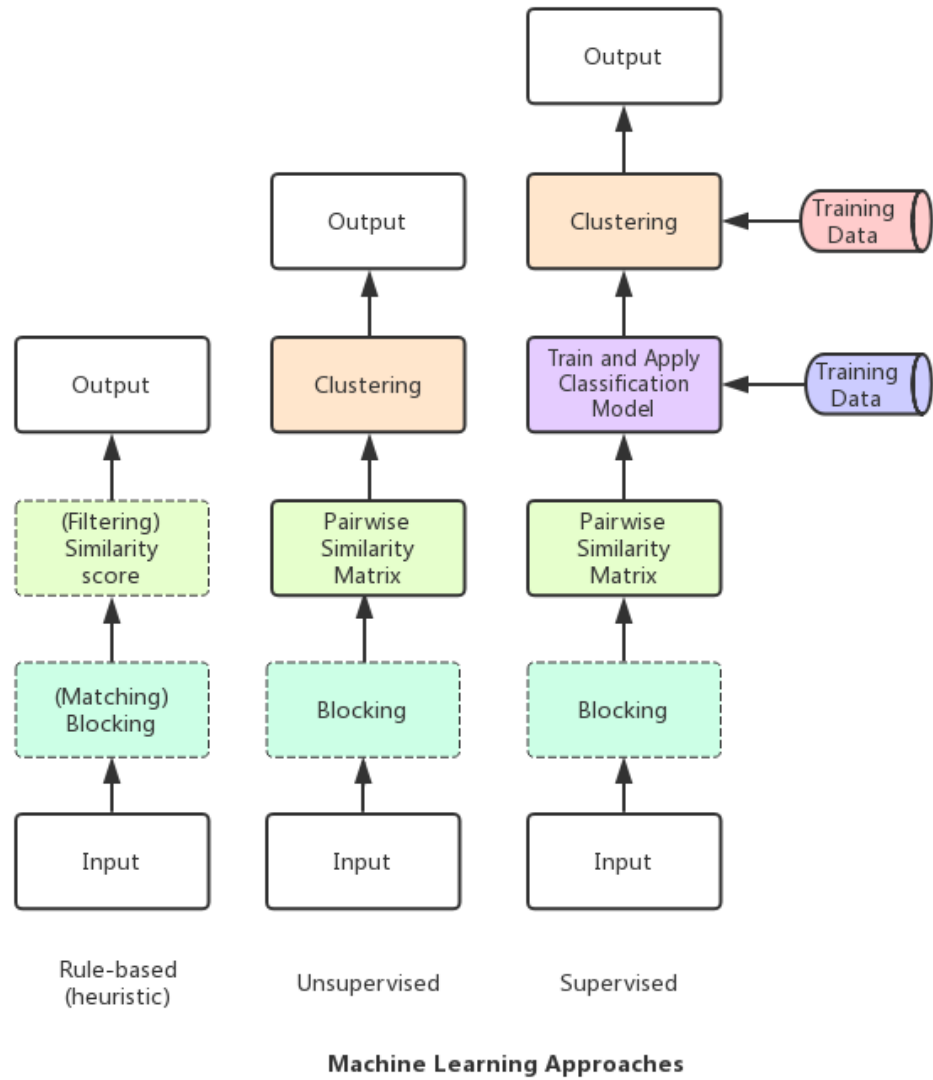 Output
Clustering
Training
Data
Output
Train and Apply
Classification
Model
Training
Data
Output
Clustering
(Filtering)
Similarity
score
Pairwise
Similarity
Matrix
Pairwise
Similarity
Matrix
(Matching)
Blocking
Blocking
Blocking
Input
Input
Input
Rule-based
(heuristic)
Unsupervised
Supervised
Machine Learning Approaches